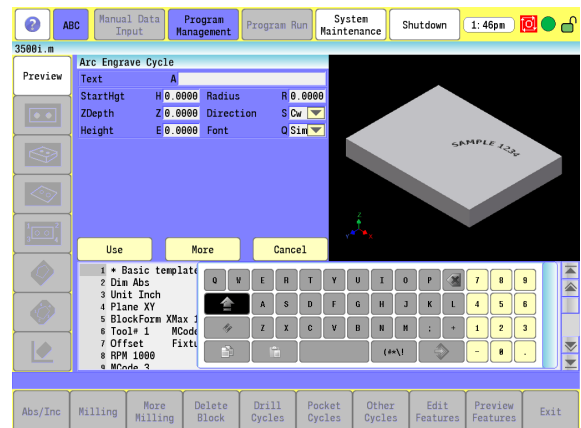 ? ABC Manual Data Input Program Management Program Run System Maintenance Shutdown 1:46pm
3500i.m
Preview
Arc Engrave Cycle
Text A
StartHgt H 0.0000 Radius R 0.0000
ZDepth Z 0.0000 Direction S Cw
Height E 0.0000 Font Q Sim
SAMPLE 1234
Z
Y X
Use More Cancel
1 * Basic template
2 Dim Abs
3 Unit Inch
4 Plane XY
5 BlockForm XMax
6 Tool# 1 MCode
7 Offset Fixtu
8 RPM 1000
9 MCode 3
Q W E R T Y U I O P 7 8 9
A S D F G H J K L 4 5 6
Z X C V B N M ; + 1 2 3
(#*\! - 0 .
Abs/Inc Milling More Milling Delete Block Drill Cycles Pocket Cycles Other Cycles Edit Features Preview Features Exit